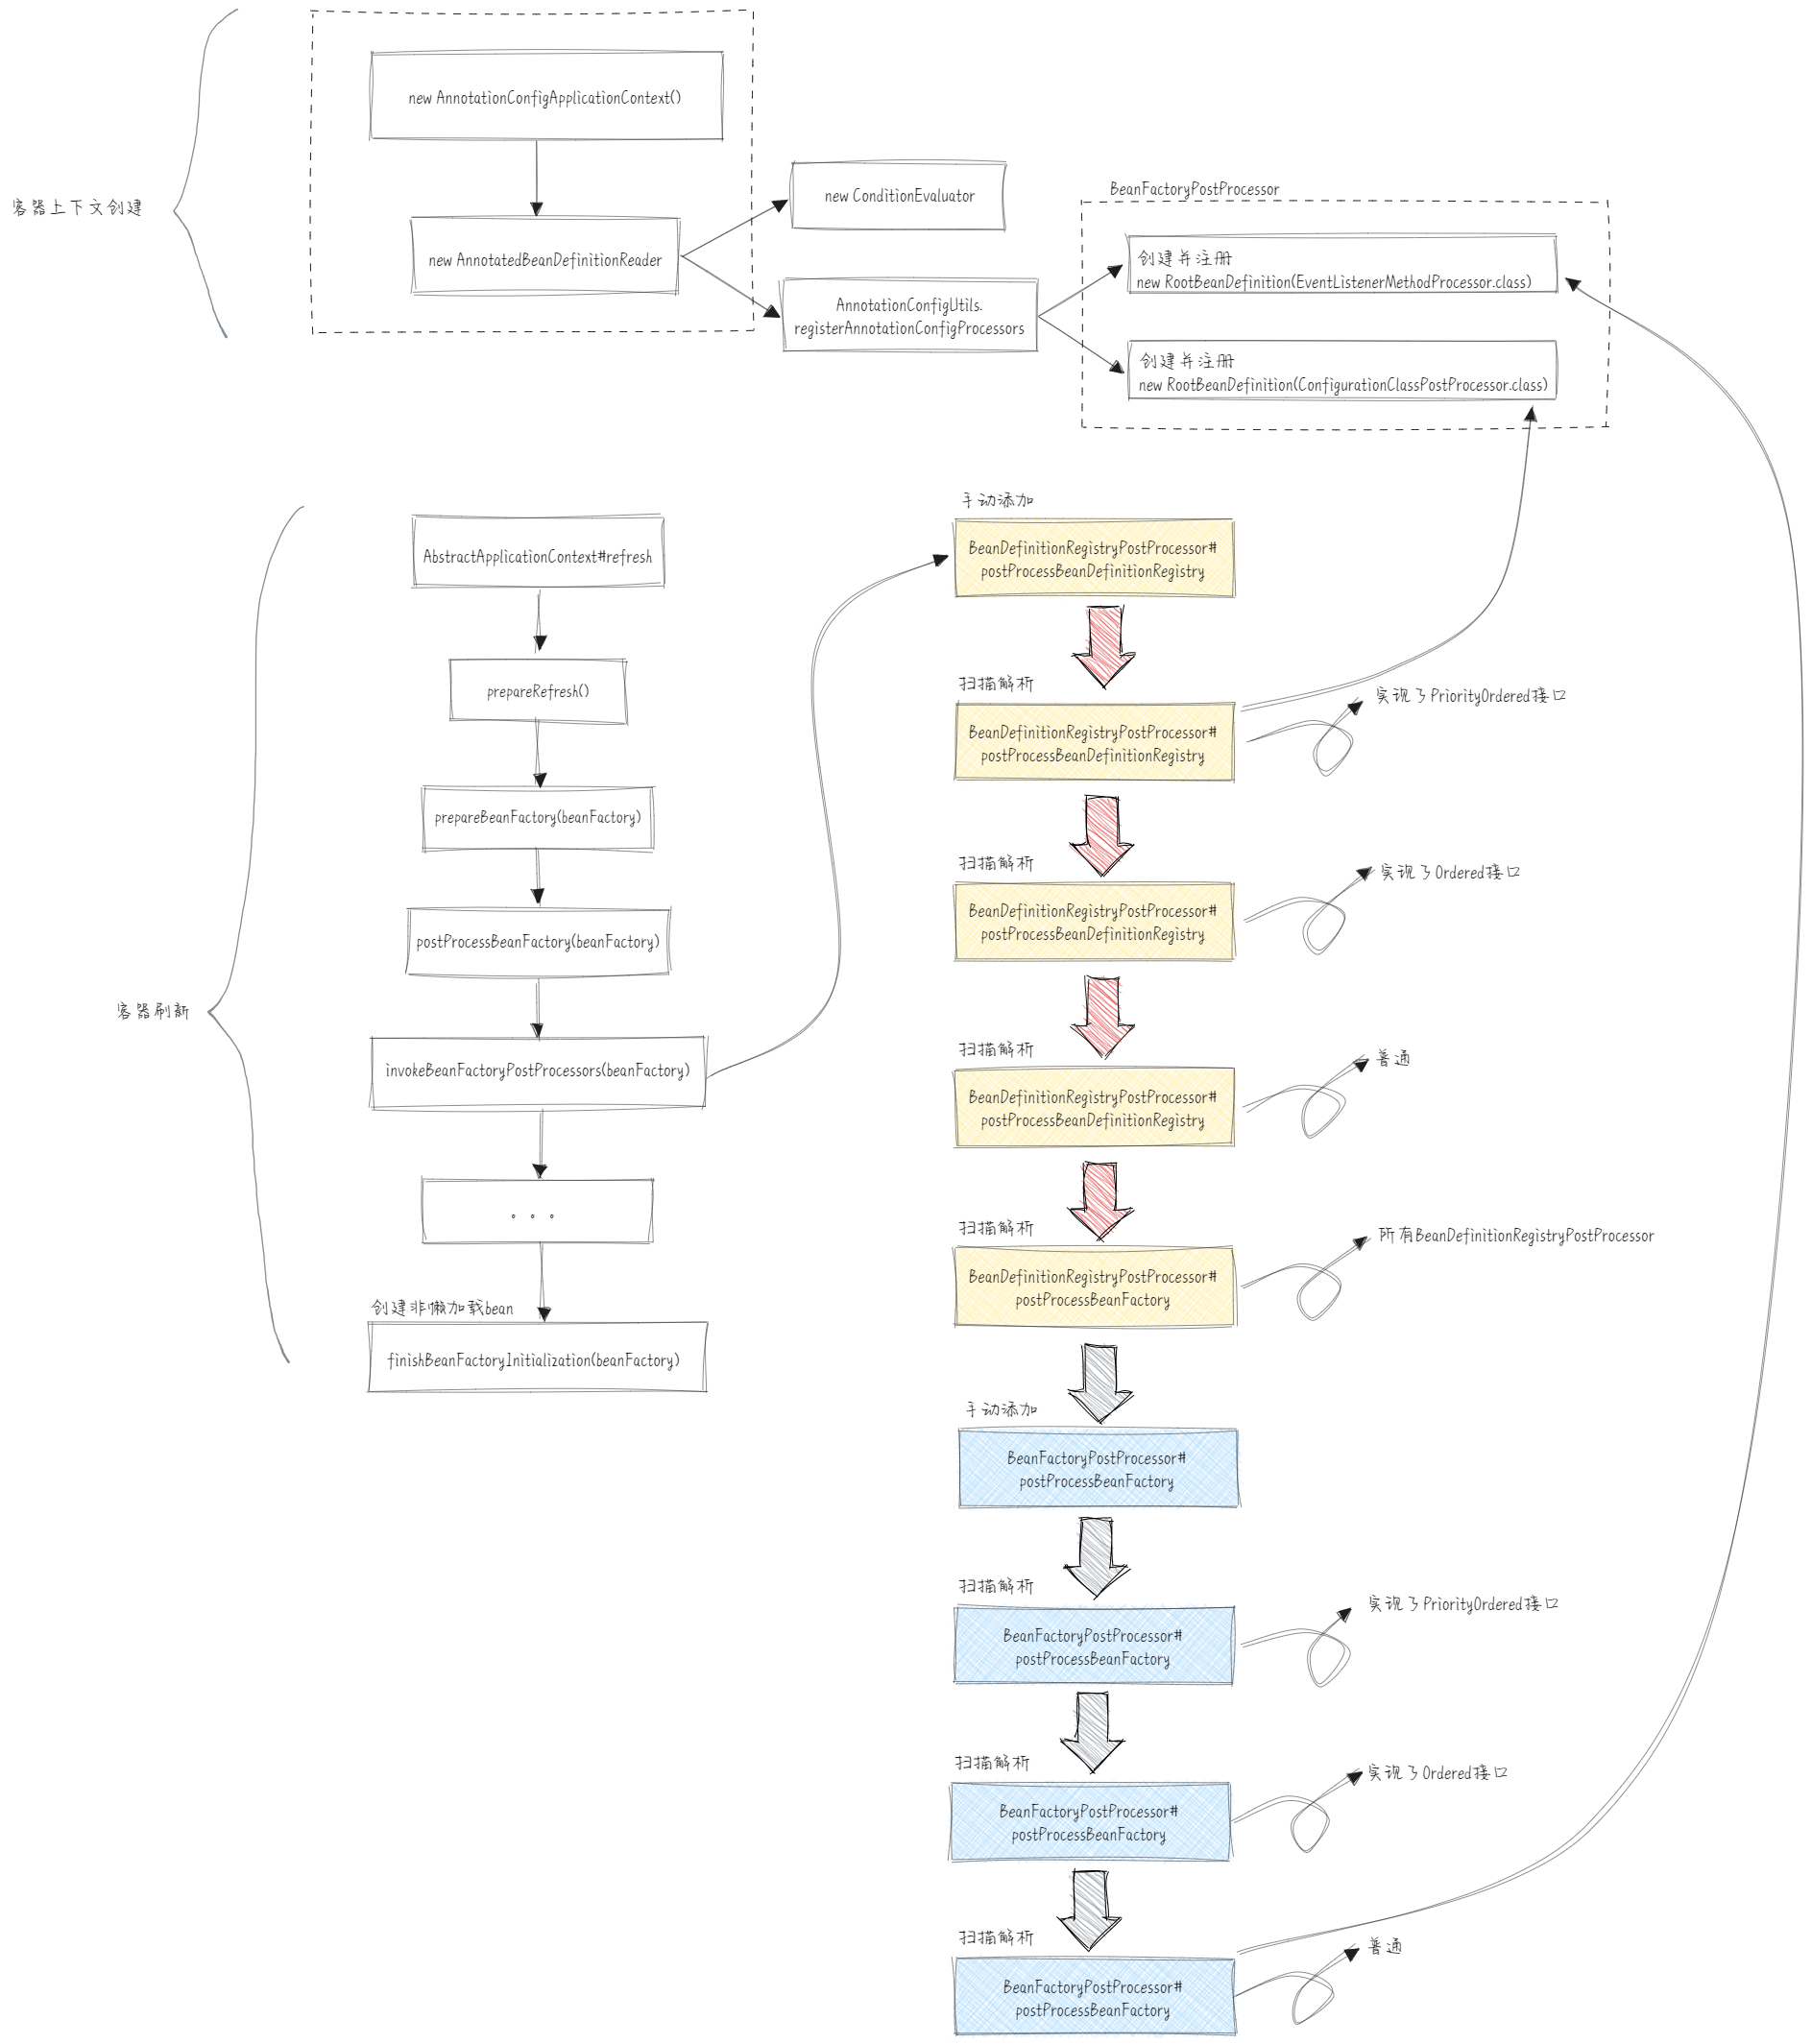 容器上下文创建
new AnnotationConfigApplicationContext()
new AnnotatedBeanDefinitionReader
new ConditionEvaluator
AnnotationConfigUtils.
registerAnnotationConfigProcessors
BeanFactoryPostProcessor
创建并注册
new RootBeanDefinition(EventListenerMethodProcessor.class)
创建并注册
new RootBeanDefinition(ConfigurationClassPostProcessor.class)
容器刷新
AbstractApplicationContext#refresh
prepareRefresh()
prepareBeanFactory(beanFactory)
postProcessBeanFactory(beanFactory)
invokeBeanFactoryPostProcessors(beanFactory)
。。。
创建非懒加载bean
finishBeanFactoryInitialization(beanFactory)
手动添加
BeanDefinitionRegistryPostProcessor#
postProcessBeanDefinitionRegistry
扫描解析
BeanDefinitionRegistryPostProcessor#
postProcessBeanDefinitionRegistry
实现了PriorityOrdered接口
扫描解析
BeanDefinitionRegistryPostProcessor#
postProcessBeanDefinitionRegistry
实现了Ordered接口
扫描解析
BeanDefinitionRegistryPostProcessor#
postProcessBeanDefinitionRegistry
普通
扫描解析
BeanDefinitionRegistryPostProcessor#
postProcessBeanFactory
所有BeanDefinitionRegistryPostProcessor
手动添加
BeanFactoryPostProcessor#
postProcessBeanFactory
扫描解析
BeanFactoryPostProcessor#
postProcessBeanFactory
实现了PriorityOrdered接口
扫描解析
BeanFactoryPostProcessor#
postProcessBeanFactory
实现了Ordered接口
扫描解析
BeanFactoryPostProcessor#
postProcessBeanFactory
普通